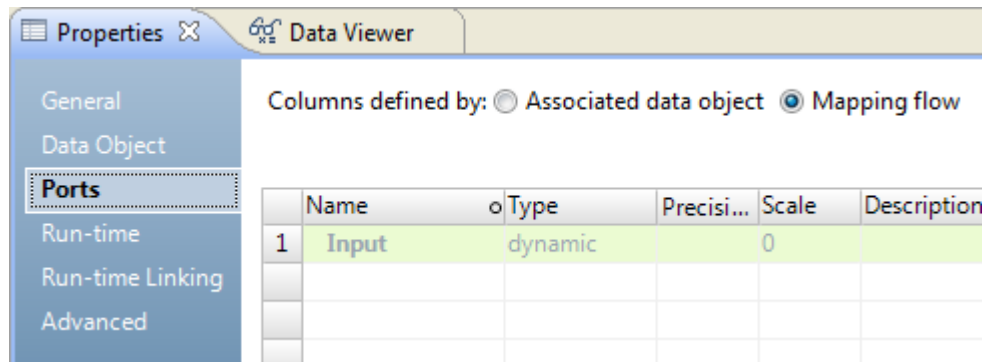 Properties Data Viewer
General
Data Object
Ports
Run-time
Run-time Linking
Advanced
Columns defined by: Associated data object Mapping flow
Name Type Precisi... Scale Description
1 Input dynamic 0